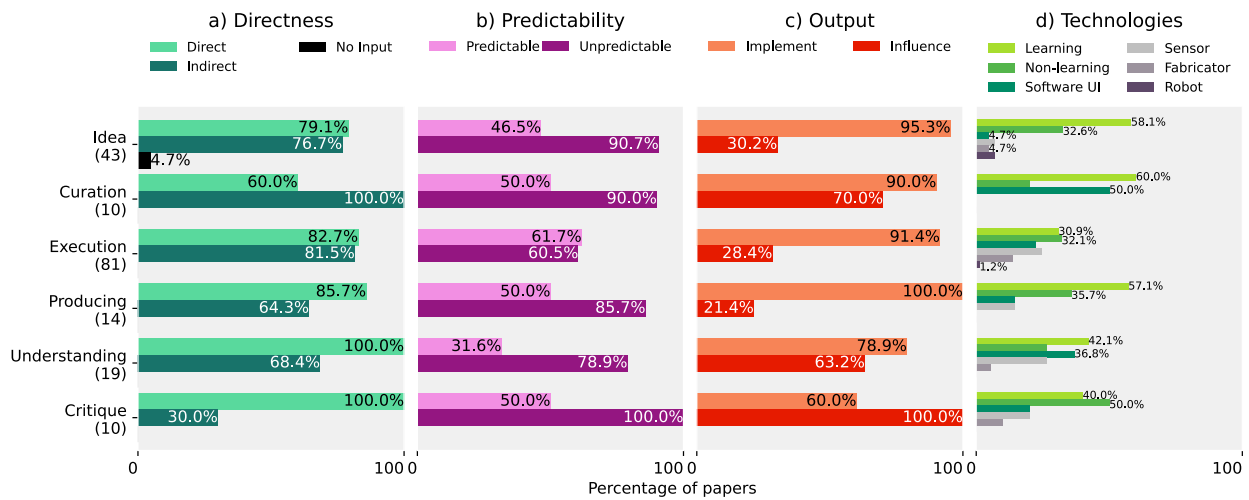 a) Directness
Direct
No Input
Indirect
b) Predictability
Predictable
Unpredictable
c) Output
Implement
Influence
d) Technologies
Learning
Sensor
Non-learning
Fabricator
Software UI
Robot
Idea
(43)
79.1%
76.7%
4.7%
46.5%
90.7%
95.3%
30.2%
58.1%
32.6%
4.7%
4.7%
Curation
(10)
60.0%
100.0%
50.0%
90.0%
90.0%
70.0%
60.0%
50.0%
Execution
(81)
82.7%
81.5%
61.7%
60.5%
91.4%
28.4%
30.9%
32.1%
1.2%
Producing
(14)
85.7%
64.3%
50.0%
85.7%
100.0%
21.4%
57.1%
35.7%
Understanding
(19)
100.0%
68.4%
31.6%
78.9%
78.9%
63.2%
42.1%
36.8%
Critique
(10)
100.0%
30.0%
50.0%
100.0%
60.0%
100.0%
40.0%
50.0%
0 100
0 100
0 100
0 100
Percentage of papers